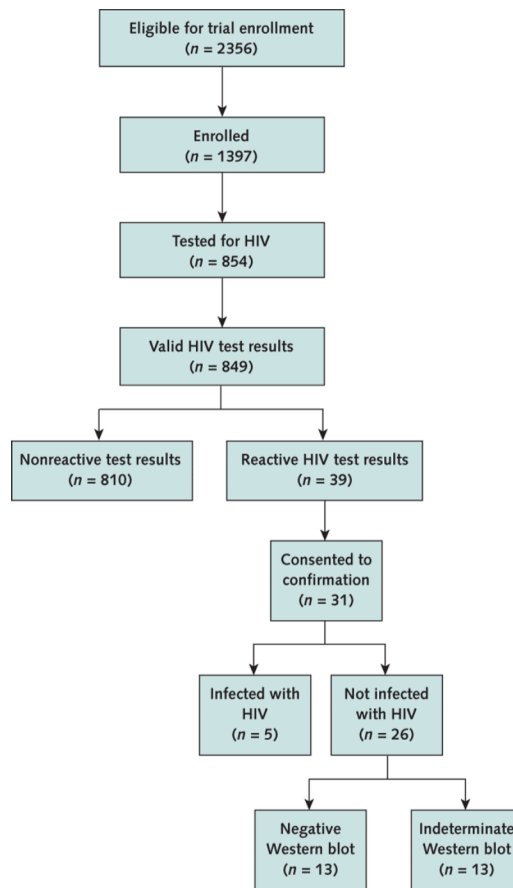 Eligible for trial enrollment
(n = 2356)
Enrolled
(n = 1397)
Tested for HIV
(n = 854)
Valid HIV test results
(n = 849)
Nonreactive test results
(n = 810)
Reactive HIV test results
(n = 39)
Consented to
confirmation
(n = 31)
Infected with
HIV
(n = 5)
Not infected
with HIV
(n = 26)
Negative
Western blot
(n = 13)
Indeterminate
Western blot
(n = 13)